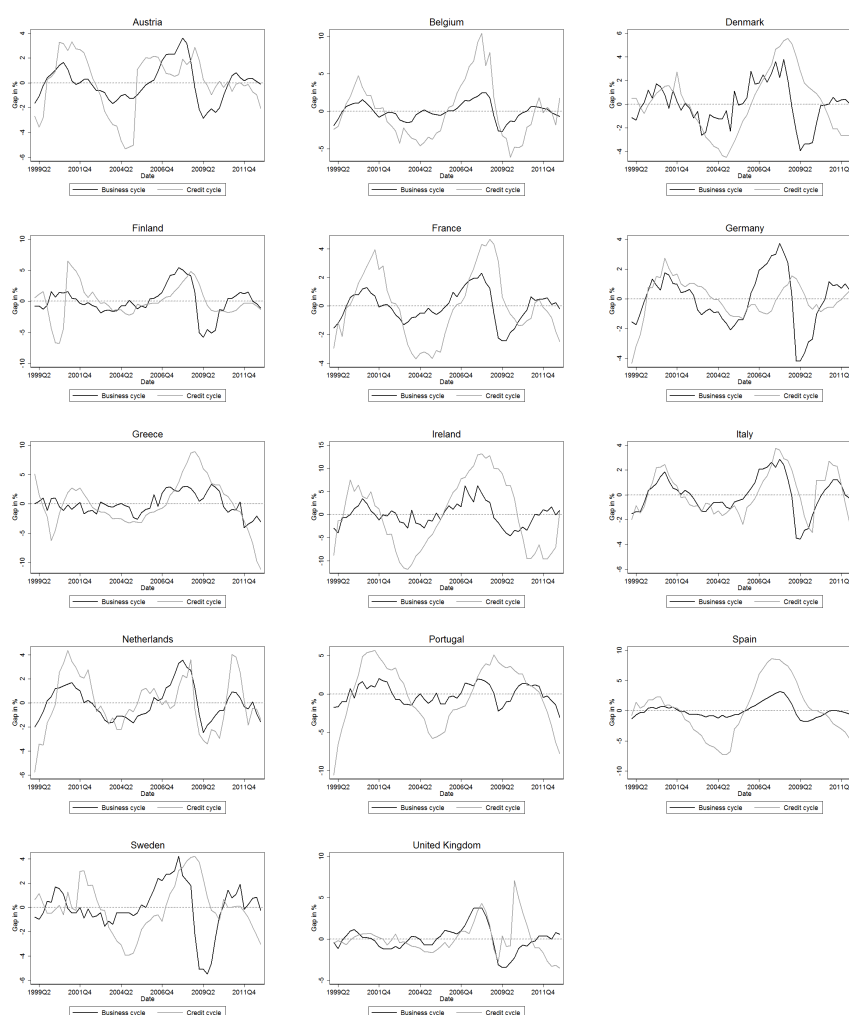 Austria
Gap in %
4
2
0
-2
-4
-6
1999Q2 2001Q4 2004Q2 2006Q4 2009Q2 2011Q4
Date
Business cycle Credit cycle
Belgium
Gap in %
10
5
0
-5
1999Q2 2001Q4 2004Q2 2006Q4 2009Q2 2011Q4
Date
Business cycle Credit cycle
Denmark
Gap in %
6
4
2
0
-2
-4
1999Q2 2001Q4 2004Q2 2006Q4 2009Q2 2011Q4
Date
Business cycle Credit cycle
Finland
Gap in %
10
5
0
-5
-10
1999Q2 2001Q4 2004Q2 2006Q4 2009Q2 2011Q4
Date
Business cycle Credit cycle
France
Gap in %
4
2
0
-2
-4
1999Q2 2001Q4 2004Q2 2006Q4 2009Q2 2011Q4
Date
Business cycle Credit cycle
Germany
Gap in %
4
2
0
-2
-4
1999Q2 2001Q4 2004Q2 2006Q4 2009Q2 2011Q4
Date
Business cycle Credit cycle
Greece
Gap in %
10
5
0
-5
-10
1999Q2 2001Q4 2004Q2 2006Q4 2009Q2 2011Q4
Date
Business cycle Credit cycle
Ireland
Gap in %
15
10
5
0
-5
-10
1999Q2 2001Q4 2004Q2 2006Q4 2009Q2 2011Q4
Date
Business cycle Credit cycle
Italy
Gap in %
4
2
0
-2
-4
-6
1999Q2 2001Q4 2004Q2 2006Q4 2009Q2 2011Q4
Date
Business cycle Credit cycle
Netherlands
Gap in %
4
2
0
-2
-4
-6
1999Q2 2001Q4 2004Q2 2006Q4 2009Q2 2011Q4
Date
Business cycle Credit cycle
Portugal
Gap in %
5
0
-5
-10
1999Q2 2001Q4 2004Q2 2006Q4 2009Q2 2011Q4
Date
Business cycle Credit cycle
Spain
Gap in %
10
5
0
-5
-10
1999Q2 2001Q4 2004Q2 2006Q4 2009Q2 2011Q4
Date
Business cycle Credit cycle
Sweden
Gap in %
4
2
0
-2
-4
-6
1999Q2 2001Q4 2004Q2 2006Q4 2009Q2 2011Q4
Date
Business cycle Credit cycle
United Kingdom
Gap in %
10
5
0
-5
1999Q2 2001Q4 2004Q2 2006Q4 2009Q2 2011Q4
Date
Business cycle Credit cycle